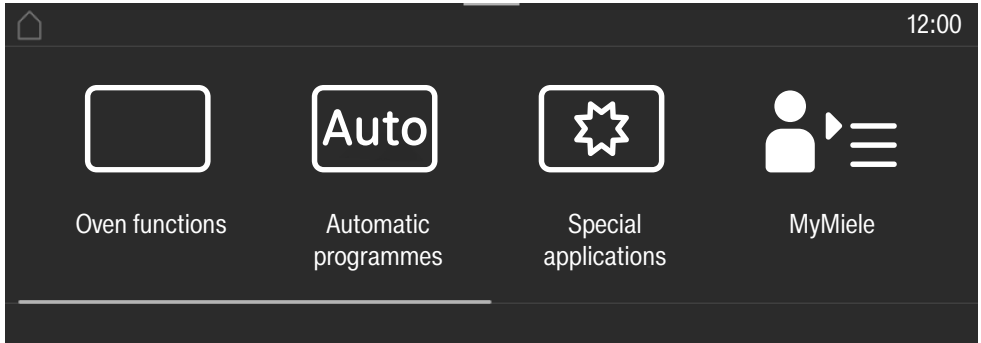 12:00
Auto
Oven functions
Automatic
programmes
Special
applications
MyMiele